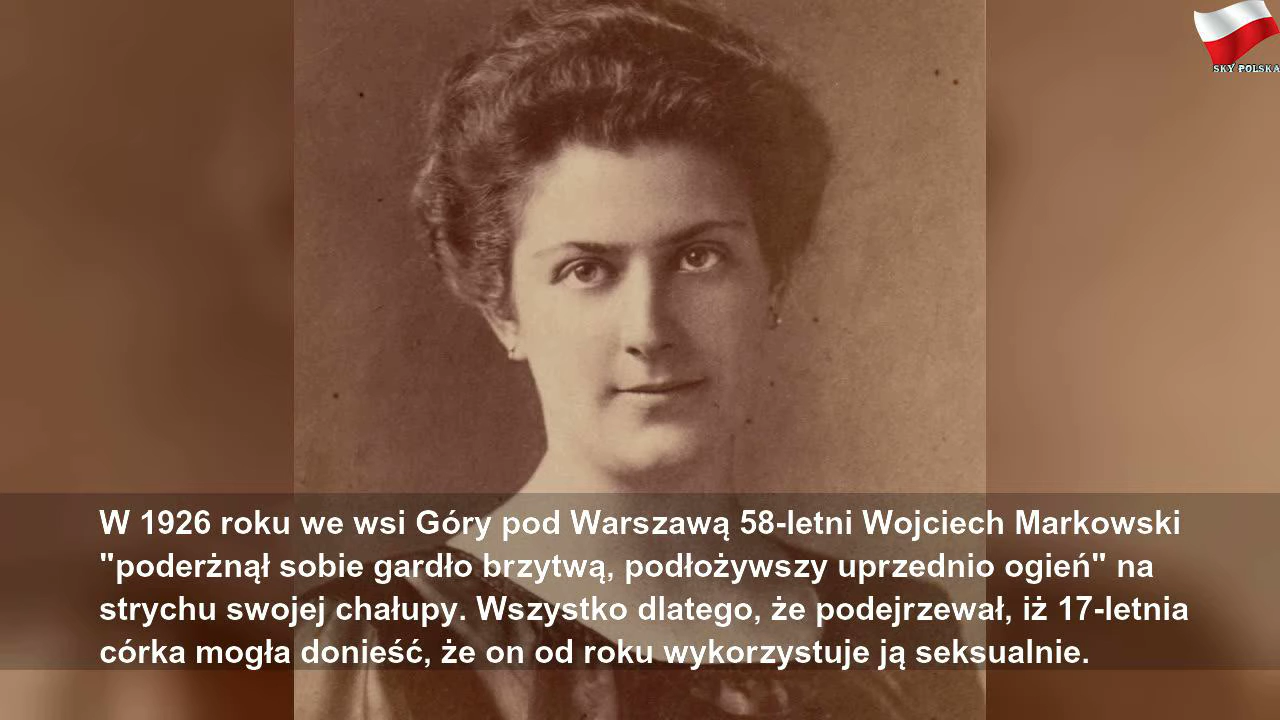 SKY POLSKA
W 1926 roku we wsi Góry pod Warszawą 58-letni Wojciech Markowski
"poderżnął sobie gardło brzytwą, podłożywszy uprzednio ogień" na
strychu swojej chałupy. Wszystko dlatego, że podejrzewał, iż 17-letnia
córka mogła donieść, że on od roku wykorzystuje ją seksualnie.